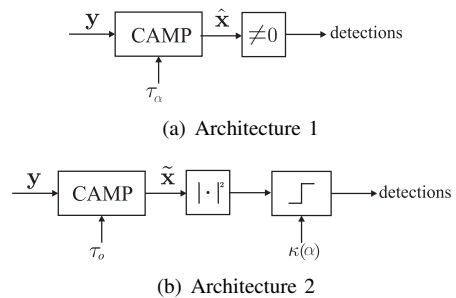 y CAMP x̂ ≠0 detections
τ_α
(a) Architecture 1
y CAMP x̃ |·|² detections
τ_o κ(α)
(b) Architecture 2